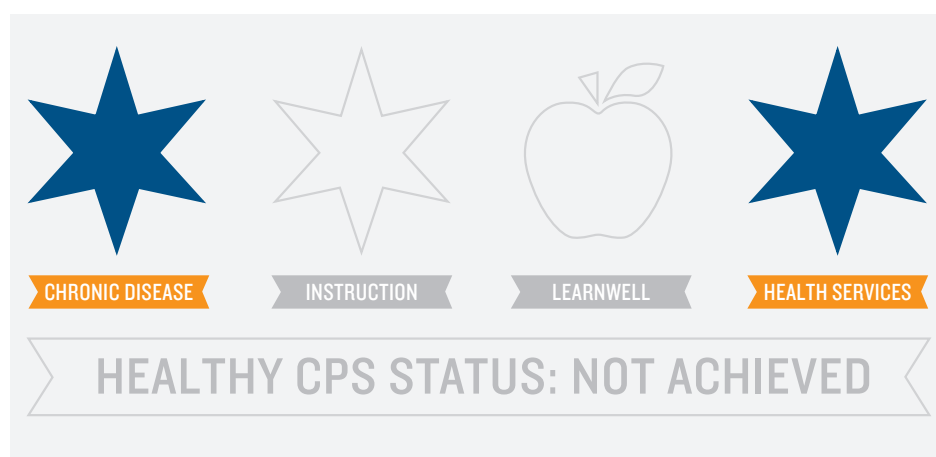 CHRONIC DISEASE
INSTRUCTION
LEARNWELL
HEALTH SERVICES
HEALTHY CPS STATUS: NOT ACHIEVED